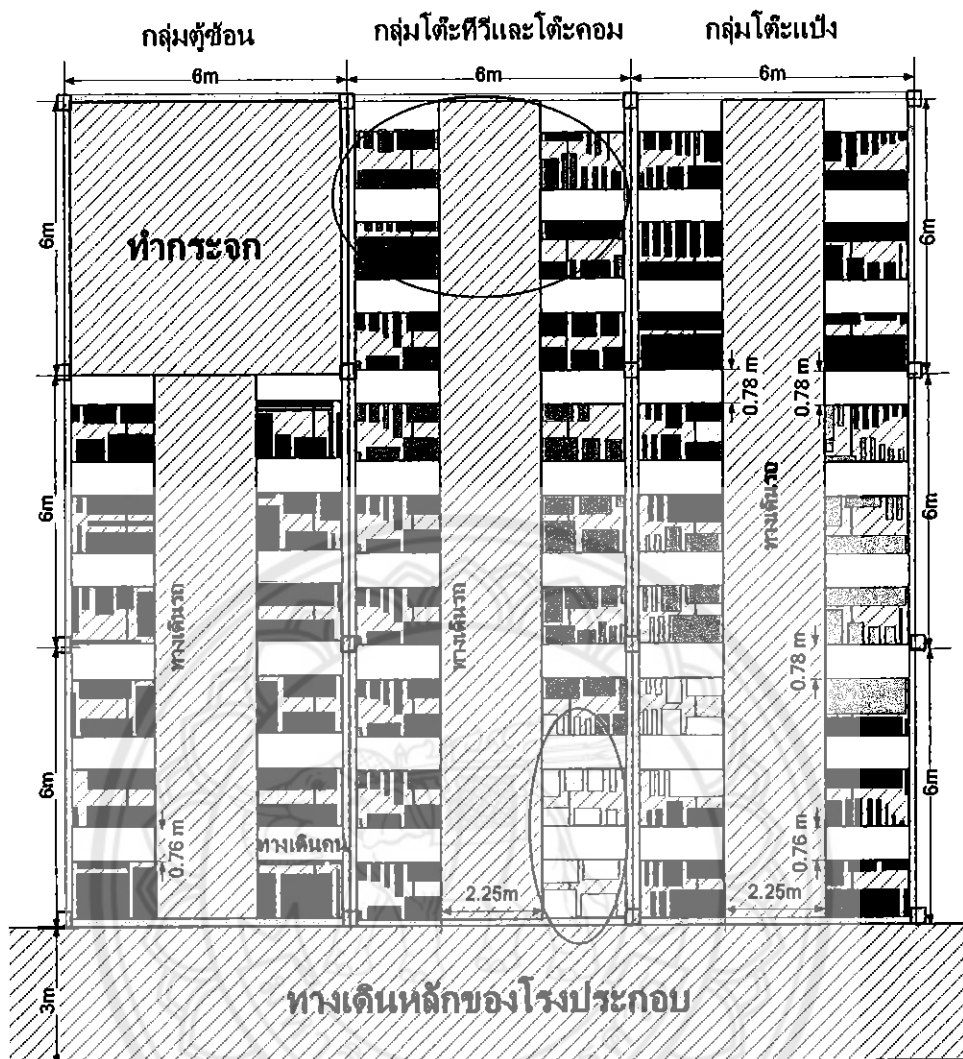 กลุ่มตู้ซ้อน
กลุ่มโต๊ะทีวีและโต๊ะคอม
กลุ่มโต๊ะแป้ง
6m
6m
6m
6m
ทำกระจก
6m
0.78 m
0.78 m
6m
ทางเดินรถ
ทางเดินรถ
ทางเดินรถ
6m
0.78 m
6m
0.76 m
ทางเดินคน
0.76 m
6m
2.25m
2.25m
3m
ทางเดินหลักของโรงประกอบ